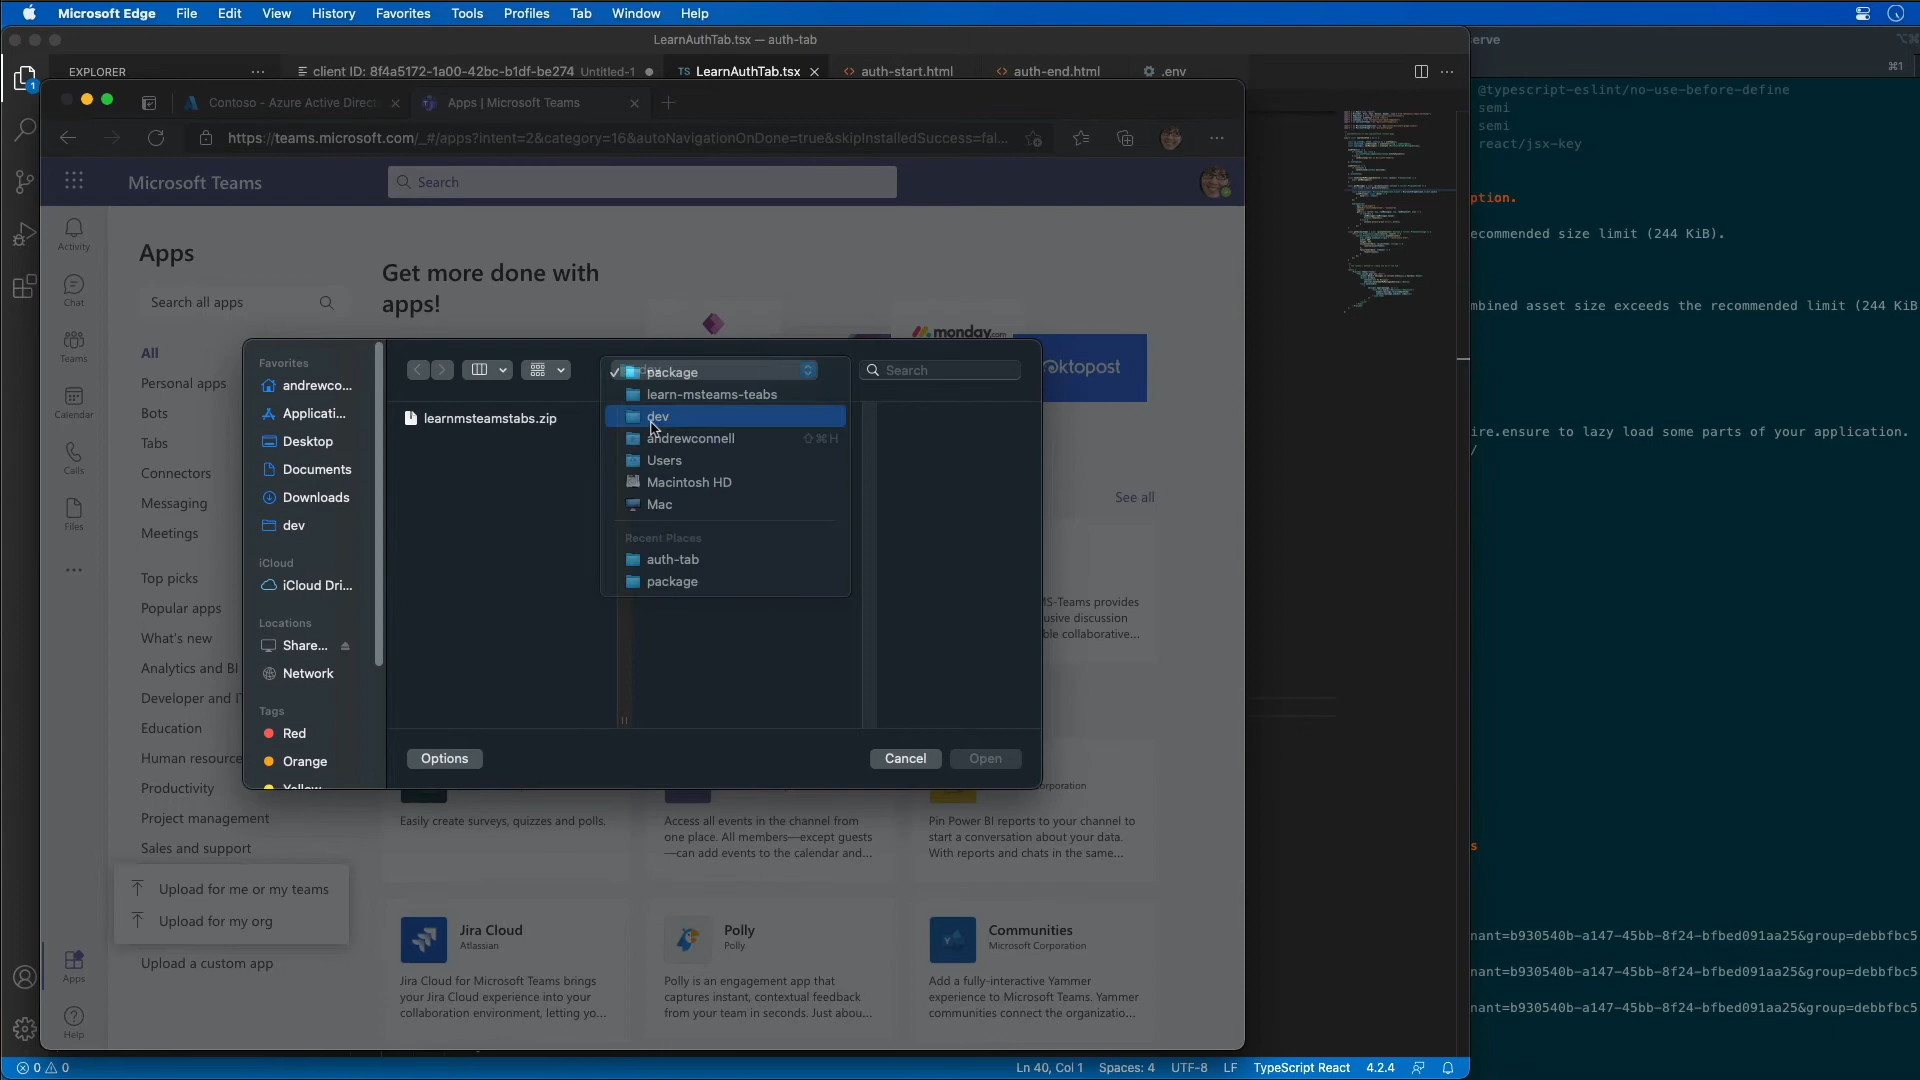 Microsoft Edge File Edit View History Favorites Tools Profiles Tab Window Help
LearnAuthTab.tsx — auth-tab
erve
EXPLORER
client ID: 8f4a5172-1a00-42bc-b1df-be274 Untitled-1
TS LearnAuthTab.tsx
auth-start.html
auth-end.html
.env
⌘1
1
Contoso - Azure Active Direct
Apps | Microsoft Teams
https://teams.microsoft.com/_#/apps?intent=2&category=16&autoNavigationOnDone=true&skipInstalledSuccess=fal...
Microsoft Teams
Search
Activity
Chat
Teams
Calendar
Calls
Files
Apps
Help
Apps
Search all apps
All
Personal apps
Bots
Tabs
Connectors
Messaging
Meetings
Top picks
Popular apps
What's new
Analytics and BI
Developer and IT
Education
Human resource
Productivity
Project management
Sales and support
Upload for me or my teams
Upload for my org
Upload a custom app
Get more done with
apps!
monday.com
oktopost
See all
MS-Teams provides
usive discussion
ble collaborative...
Favorites
andrewco...
Applicati...
Desktop
Documents
Downloads
dev
iCloud
iCloud Dri...
Locations
Share...
Network
Tags
Red
Orange
Yellow
learnmsteamstabs.zip
package
learn-msteams-teabs
dev
andrewconnell ⇧⌘H
Users
Macintosh HD
Mac
Recent Places
auth-tab
package
Search
Options
Cancel
Open
orporation
Easily create surveys, quizzes and polls.
Access all events in the channel from
one place. All members—except guests
—can add events to the calendar and...
Pin Power BI reports to your channel to
start a conversation about your data.
With reports and chats in the same...
Jira Cloud
Atlassian
Jira Cloud for Microsoft Teams brings
your Jira Cloud experience into your
collaboration environment, letting yo...
Polly
Polly
Polly is an engagement app that
captures instant, contextual feedback
from your team in seconds. Just abou...
Communities
Microsoft Corporation
Add a fully-interactive Yammer
experience to Microsoft Teams. Yammer
communities connect the organizatio...
@typescript-eslint/no-use-before-define
semi
semi
react/jsx-key
ption.
ecommended size limit (244 KiB).
mbined asset size exceeds the recommended limit (244 KiB
ire.ensure to lazy load some parts of your application.
/
s
nant=b930540b-a147-45bb-8f24-bfbed091aa25&group=debbfbc5
nant=b930540b-a147-45bb-8f24-bfbed091aa25&group=debbfbc5
nant=b930540b-a147-45bb-8f24-bfbed091aa25&group=debbfbc5
0 0
Ln 40, Col 1 Spaces: 4 UTF-8 LF TypeScript React 4.2.4